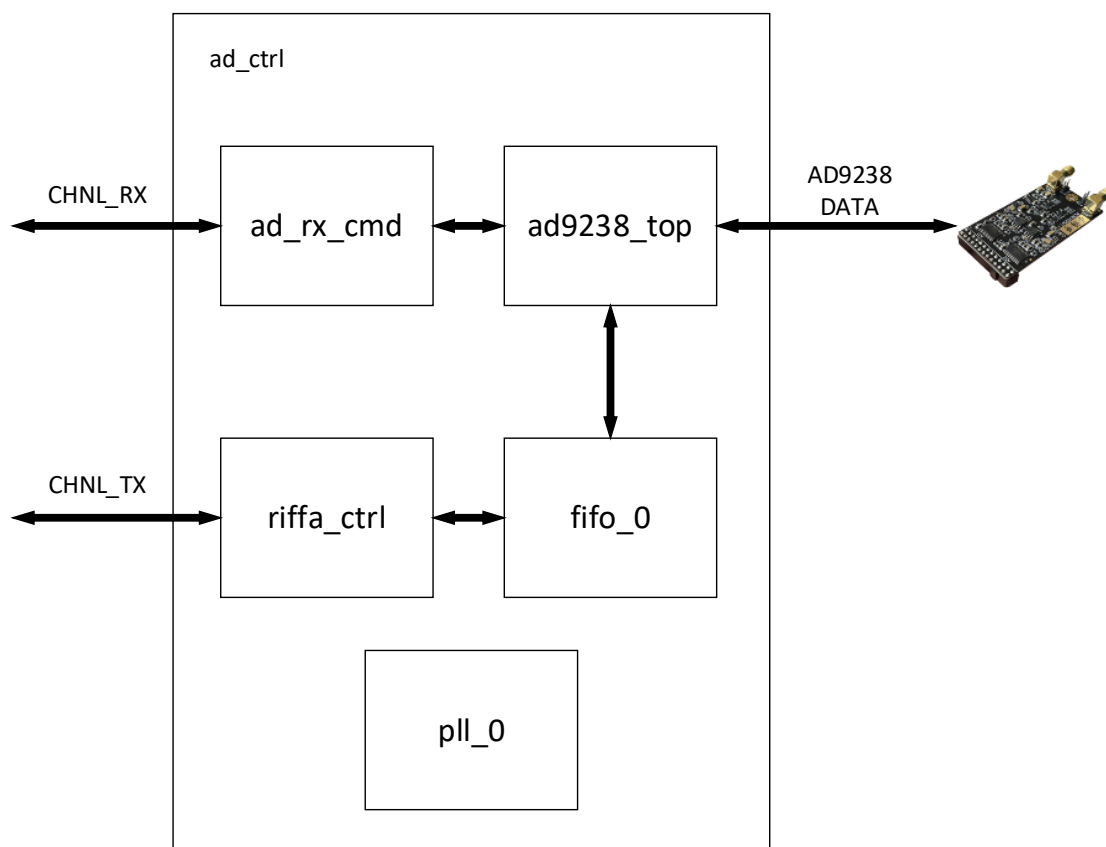 ad_ctrl
CHNL_RX
ad_rx_cmd
ad9238_top
AD9238
DATA
CHNL_TX
riffa_ctrl
fifo_0
pll_0